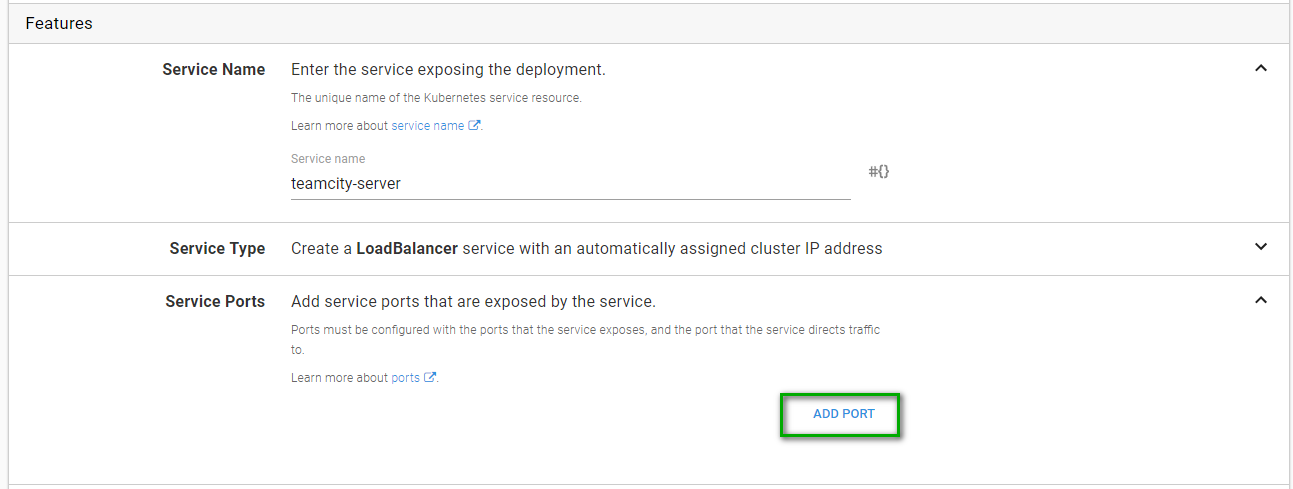 Features
Service Name
Enter the service exposing the deployment.
The unique name of the Kubernetes service resource.
Learn more about service name.
Service name
teamcity-server
#{}
Service Type
Create a LoadBalancer service with an automatically assigned cluster IP address
Service Ports
Add service ports that are exposed by the service.
Ports must be configured with the ports that the service exposes, and the port that the service directs traffic
to.
Learn more about ports.
ADD PORT